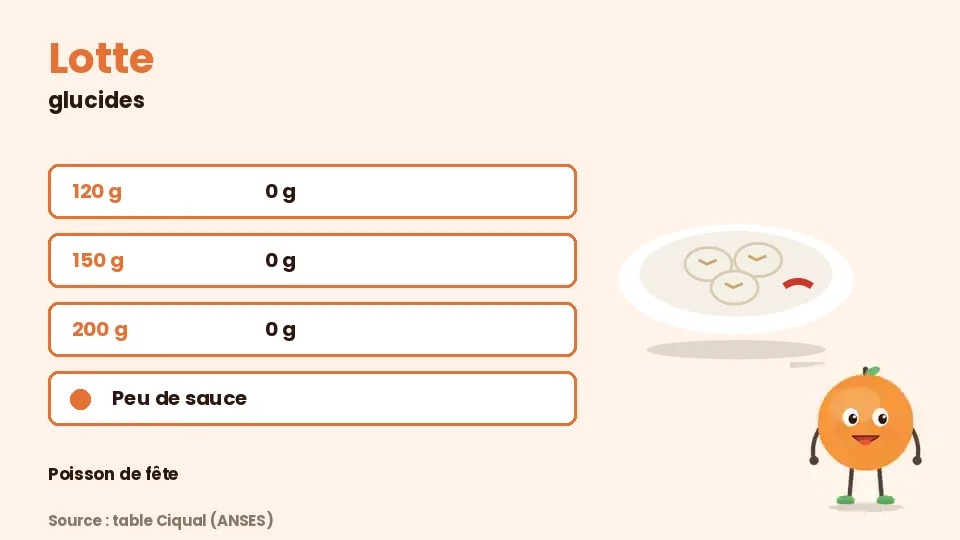 Lotte
glucides
120 g 0 g
150 g 0 g
200 g 0 g
Peu de sauce
Poisson de fête
Source : table Ciqual (ANSES)